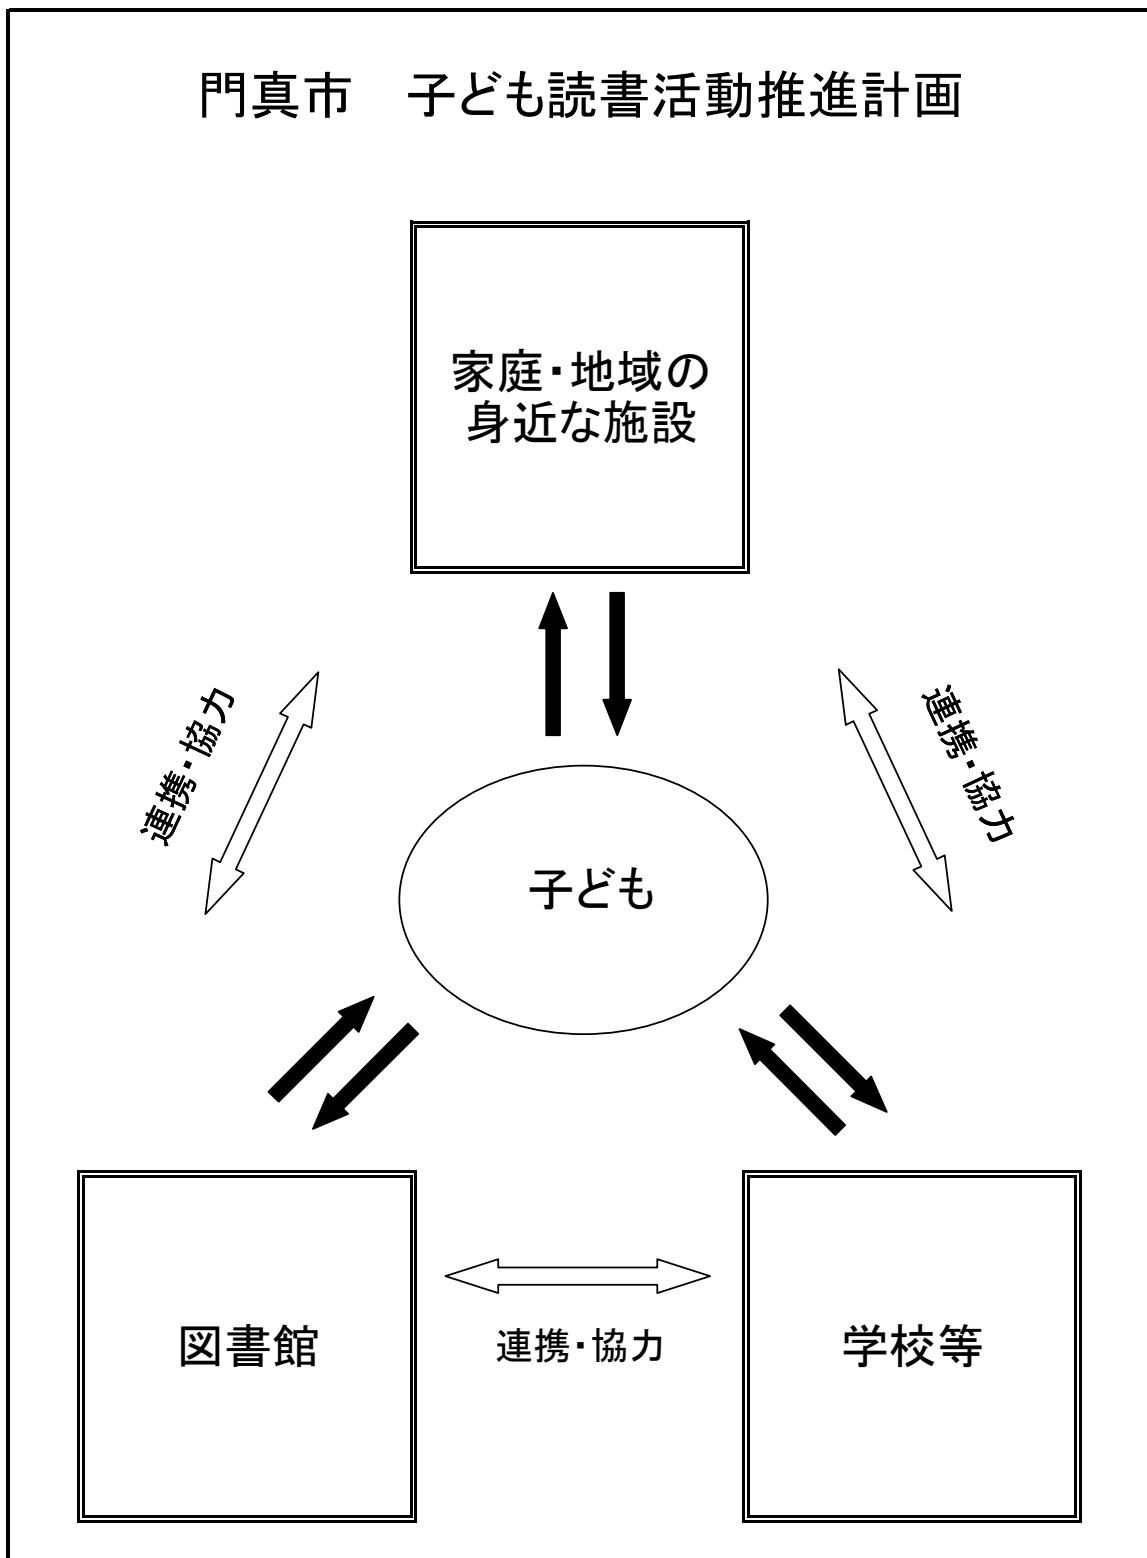 門真市　子ども読書活動推進計画
家庭・地域の
身近な施設
連携・協力
連携・協力
子ども
図書館
連携・協力
学校等